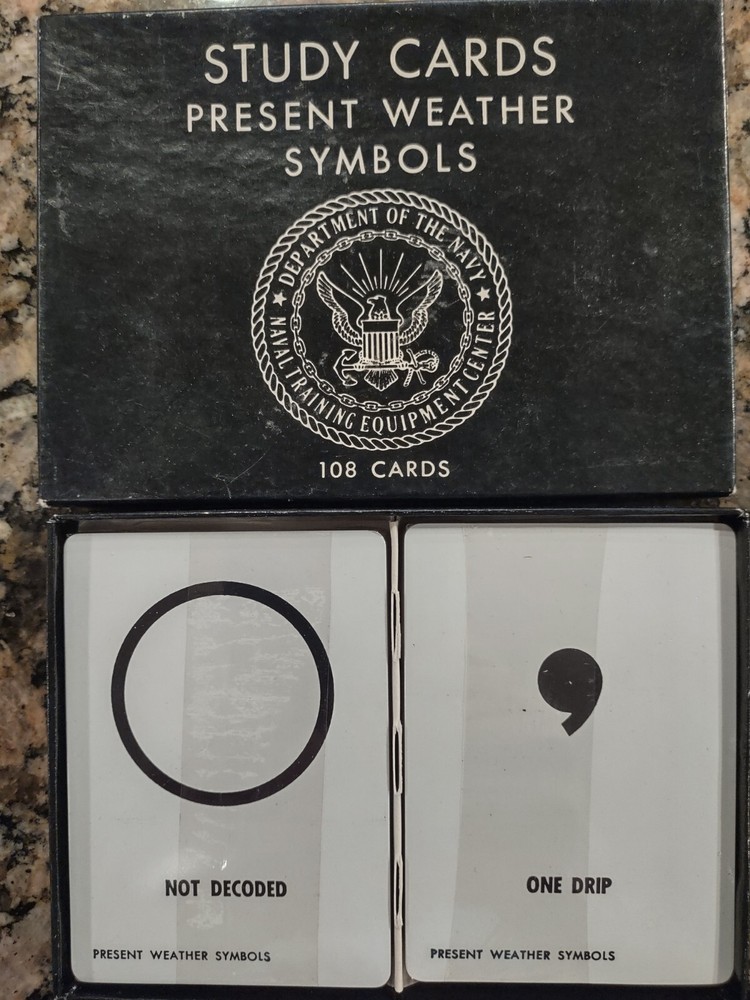 STUDY CARDS
PRESENT WEATHER
SYMBOLS
DEPARTMENT OF THE NAVY
NAVAL TRAINING EQUIPMENT CENTER
108 CARDS
NOT DECODED
PRESENT WEATHER SYMBOLS
ONE DRIP
PRESENT WEATHER SYMBOLS